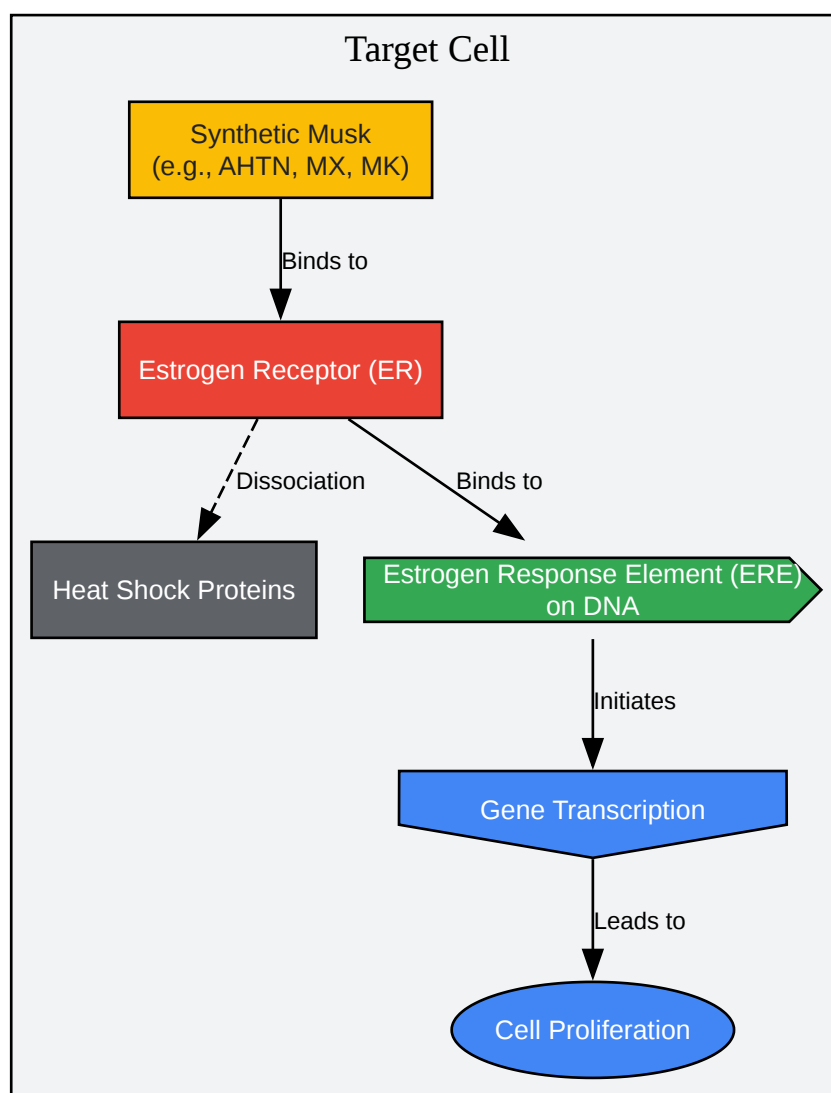 Target Cell
Synthetic Musk
(e.g., AHTN, MX, MK)
Binds to
Estrogen Receptor (ER)
Dissociation
Binds to
Heat Shock Proteins
Estrogen Response Element (ERE)
on DNA
Initiates
Gene Transcription
Leads to
Cell Proliferation